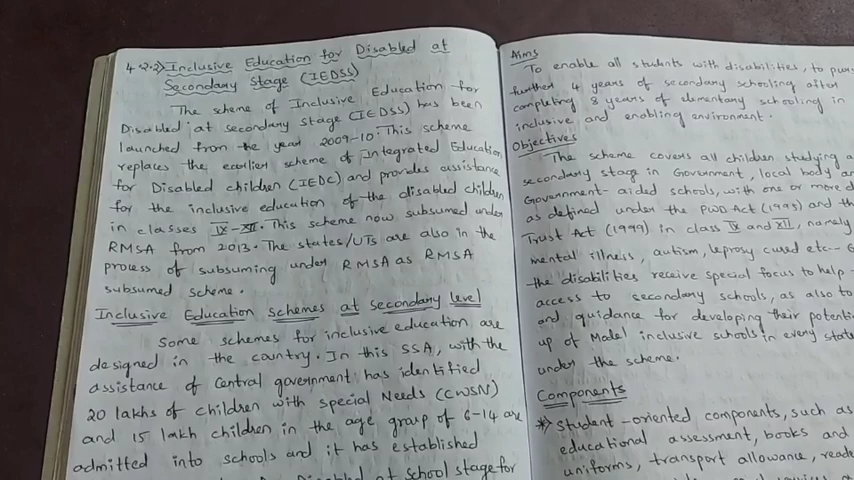 4.2.2) Inclusive Education for Disabled at
Secondary Stage (IEDSS)
The scheme of Inclusive Education for
Disabled at secondary stage (IEDSS) has been
launched from the year 2009-10. This scheme
replaces the earlier scheme of Integrated Education
for Disabled children (IEDC) and provides assistance
for the inclusive education of the disabled children
in classes IX-XII. This scheme now subsumed under
RMSA from 2013. The states/UTs are also in the
process of subsuming under RMSA as RMSA
subsumed scheme.
Inclusive Education Schemes at Secondary level
Some schemes for inclusive education are
designed in the country. In this SSA, with the
assistance of Central government has identified
20 lakhs of children with special Needs (CWSN)
and 15 lakh children in the age group of 6-14 are
admitted into schools and it has established
Disabled at School stage for
Aims
To enable all students with disabilities, to
further 4 years of secondary schooling after
completing 8 years of elementary schooling in
inclusive and enabling environment.
Objectives
The scheme covers all children studying
secondary stage in Government, local body
Government-aided schools, with one or more
as defined under the PWD Act (1995) and
Trust Act (1999) in class IX and XII, namely
mental illness, autism, leprosy cured etc--
the disabilities receive special focus to help
access to secondary schools, as also to
and guidance for developing their
up of Model inclusive schools in every
under the scheme.
Components
* Student-oriented components, such as
educational assessment, books and
uniforms, transport allowance,